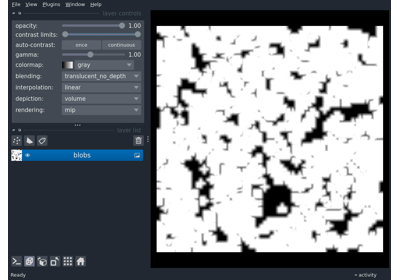 File View Plugins Window Help
layer controls
opacity: 1.00
contrast limits:
auto-contrast: once continuous
gamma: 1.00
colormap: gray
blending: translucent_no_depth
interpolation: linear
depiction: volume
rendering: mip
layer list
blobs
Ready activity